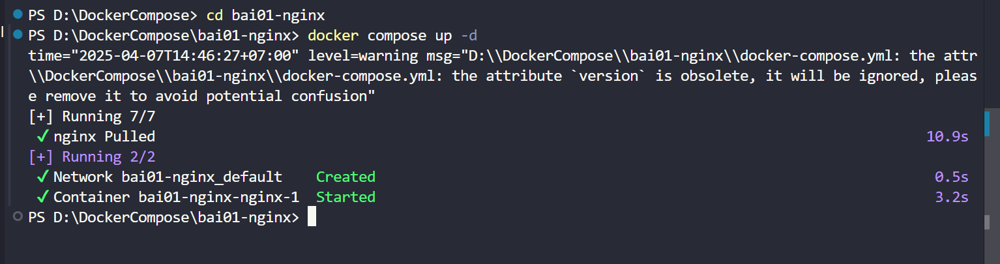 PS D:\DockerCompose> cd bai01-nginx
PS D:\DockerCompose\bai01-nginx> docker compose up -d
time="2025-04-07T14:46:27+07:00" level=warning msg="D:\\DockerCompose\\bai01-nginx\\docker-compose.yml: the attr
\\DockerCompose\\bai01-nginx\\docker-compose.yml: the attribute `version` is obsolete, it will be ignored, pleas
e remove it to avoid potential confusion"
[+] Running 7/7
✓ nginx Pulled 10.9s
[+] Running 2/2
✓ Network bai01-nginx_default Created 0.5s
✓ Container bai01-nginx-nginx-1 Started 3.2s
PS D:\DockerCompose\bai01-nginx>